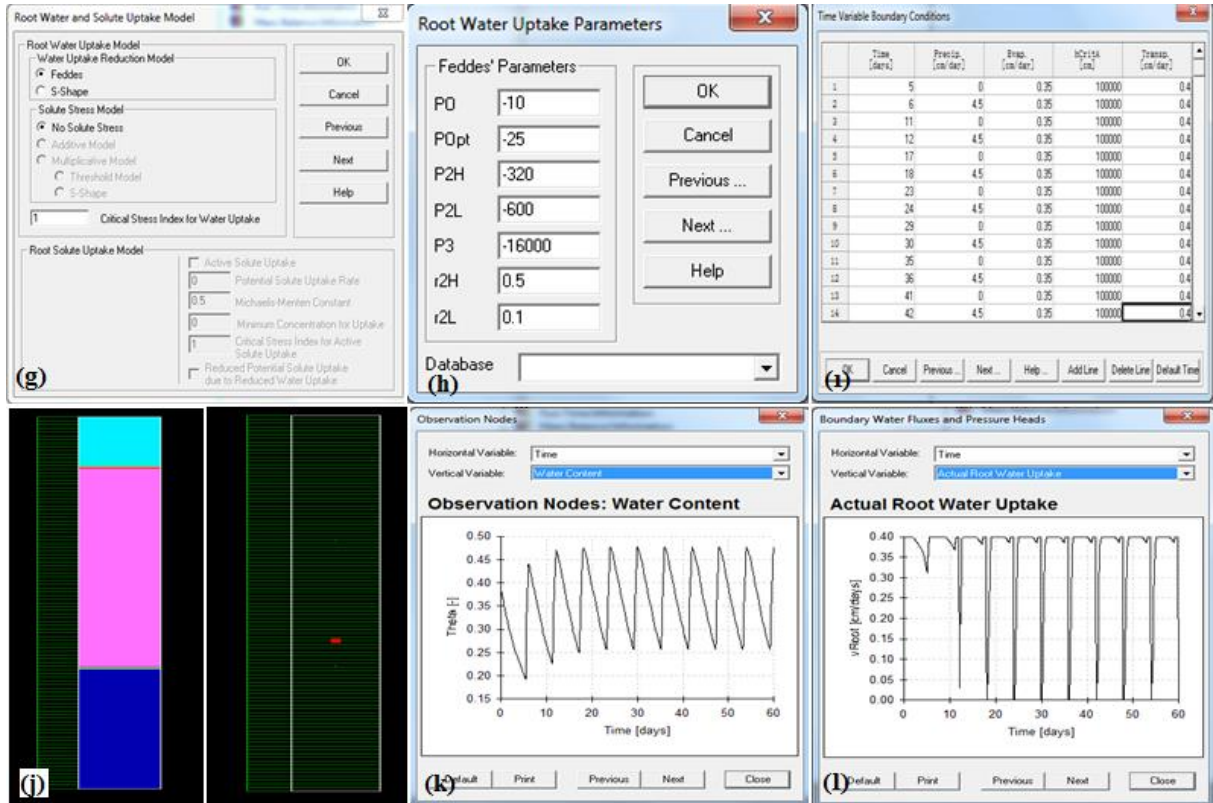 Root Water and Solute Uptake Model
Root Water Uptake Model
Water Uptake Reduction Model
Feddes
S-Shape
Solute Stress Model
No Solute Stress
Additive Model
Multiplicative Model
Threshold Model
S-Shape
1 Critical Stress Index for Water Uptake
OK
Cancel
Previous
Next
Help
Root Solute Uptake Model
Active Solute Uptake
0 Potential Solute Uptake Rate
0.5 Michaelis-Menten Constant
0 Minimum Concentration for Uptake
1 Critical Stress Index for Active
Solute Uptake
Reduced Potential Solute Uptake
due to Reduced Water Uptake
(g)
Root Water Uptake Parameters
Feddes' Parameters
P0 -10
POpt -25
P2H -320
P2L -600
P3 -16000
r2H 0.5
r2L 0.1
OK
Cancel
Previous ...
Next ...
Help
Database
(h)
Time Variable Boundary Conditions
Time Precip. Evap. hCritA Transp.
[days] [cm/day] [cm/day] [cm] [cm/day]
1 5 0 0.35 100000 0.4
2 6 4.5 0.35 100000 0.4
3 11 0 0.35 100000 0.4
4 12 4.5 0.35 100000 0.4
5 17 0 0.35 100000 0.4
6 18 4.5 0.35 100000 0.4
7 23 0 0.35 100000 0.4
8 24 4.5 0.35 100000 0.4
9 29 0 0.35 100000 0.4
10 30 4.5 0.35 100000 0.4
11 35 0 0.35 100000 0.4
12 36 4.5 0.35 100000 0.4
13 41 0 0.35 100000 0.4
14 42 4.5 0.35 100000 0.4
OK Cancel Previous ... Next ... Help ... Add Line Delete Line Default Time
(ı)
(j)
Observation Nodes
Horizontal Variable: Time
Vertical Variable: Water Content
Observation Nodes: Water Content
0.50
0.45
0.40
0.35
0.30
0.25
0.20
0.15
Theta [-]
0 10 20 30 40 50 60
Time [days]
Default Print Previous Next Close
(k)
Boundary Water Fluxes and Pressure Heads
Horizontal Variable: Time
Vertical Variable: Actual Root Water Uptake
Actual Root Water Uptake
0.40
0.35
0.30
0.25
0.20
0.15
0.10
0.05
0.00
vRoot [cm/days]
0 10 20 30 40 50 60
Time [days]
Default Print Previous Next Close
(l)